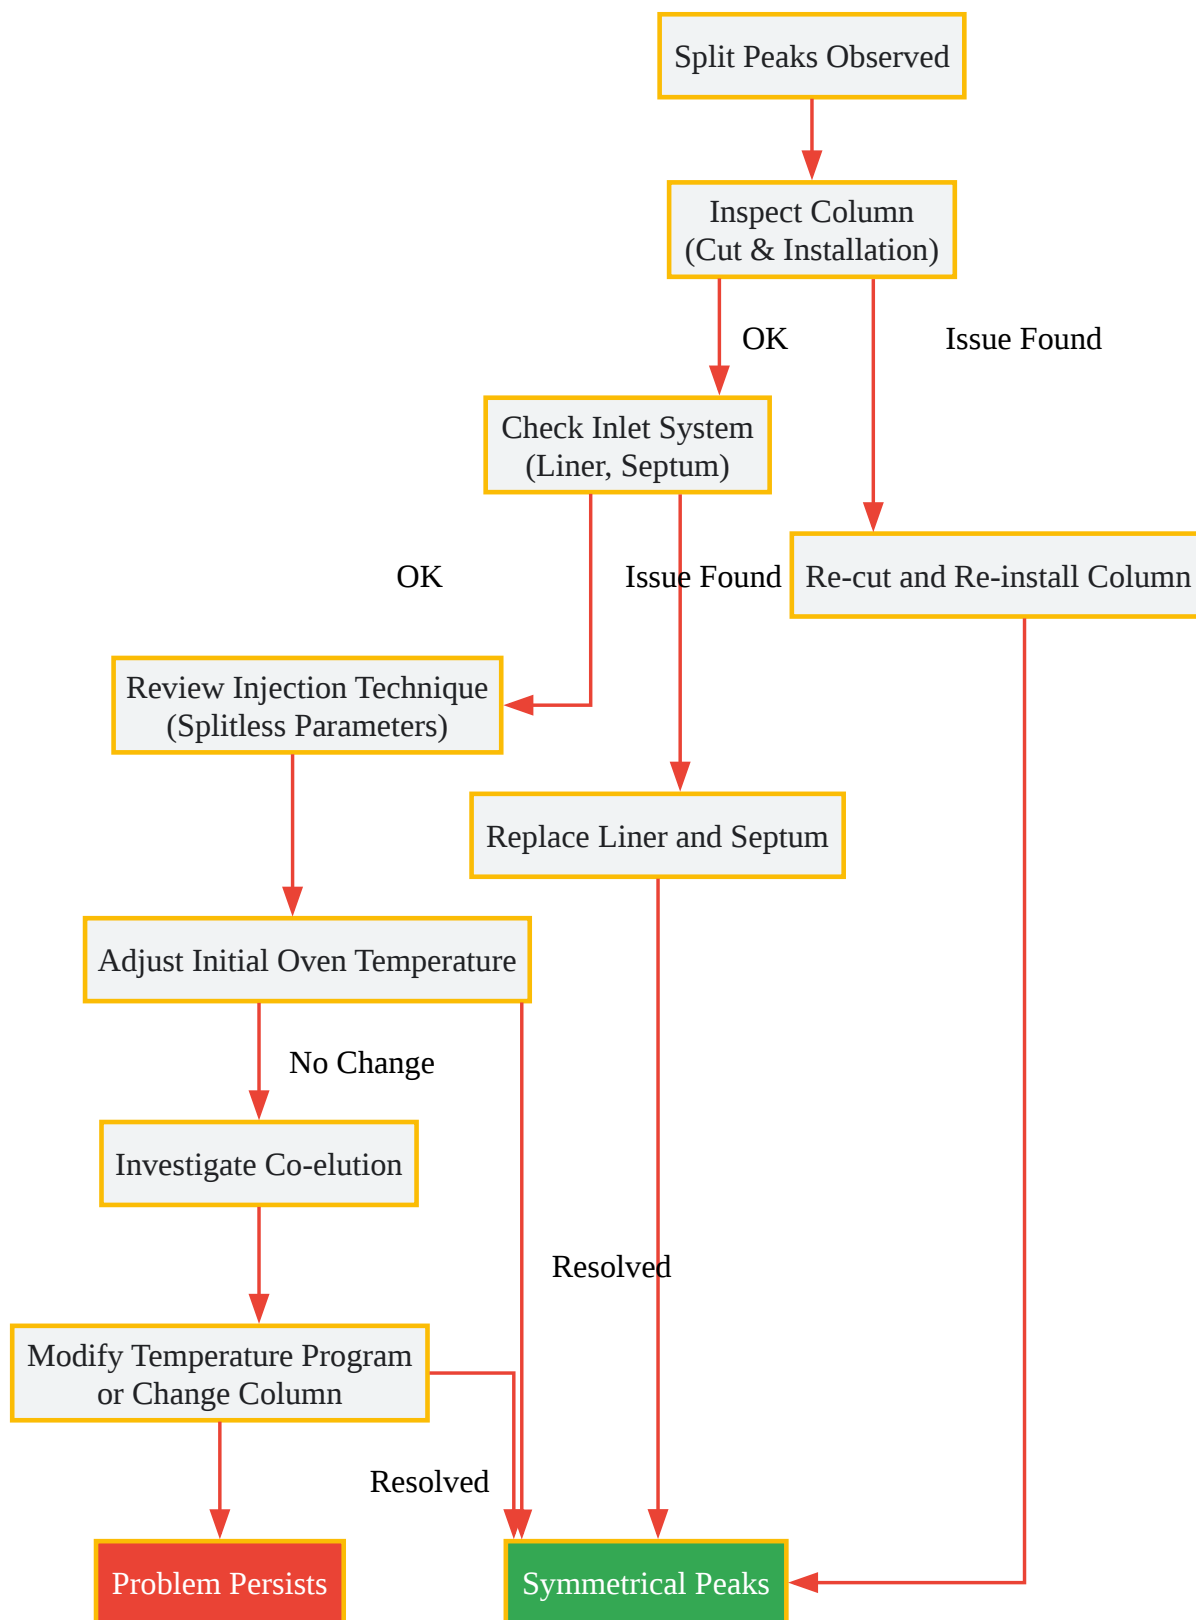 Split Peaks Observed
Inspect Column
(Cut & Installation)
OK
Issue Found
Check Inlet System
(Liner, Septum)
OK
Issue Found
Re-cut and Re-install Column
Review Injection Technique
(Splitless Parameters)
Replace Liner and Septum
Adjust Initial Oven Temperature
No Change
Investigate Co-elution
Resolved
Modify Temperature Program
or Change Column
Resolved
Problem Persists
Symmetrical Peaks